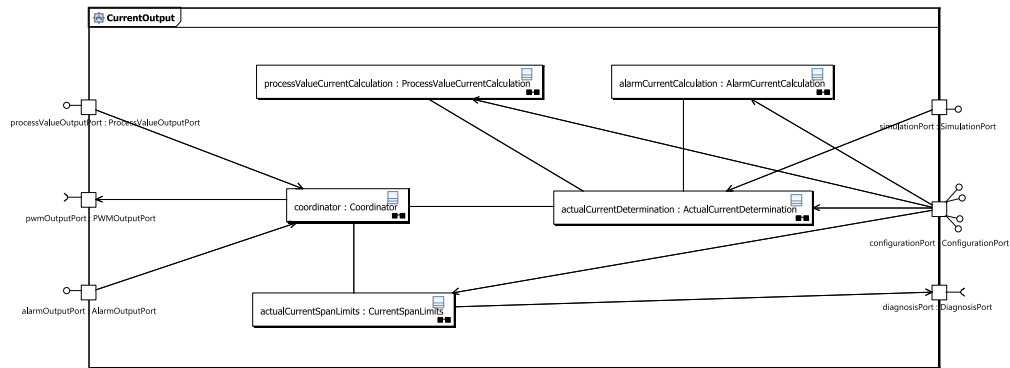 CurrentOutput
processValueCurrentCalculation : ProcessValueCurrentCalculation
alarmCurrentCalculation : AlarmCurrentCalculation
processValueOutputPort : ProcessValueOutputPort
simulationPort : SimulationPort
coordinator : Coordinator
actualCurrentDetermination : ActualCurrentDetermination
pwmOutputPort : PWMOutputPort
configurationPort : ConfigurationPort
actualCurrentSpanLimits : CurrentSpanLimits
alarmOutputPort : AlarmOutputPort
diagnosisPort : DiagnosisPort